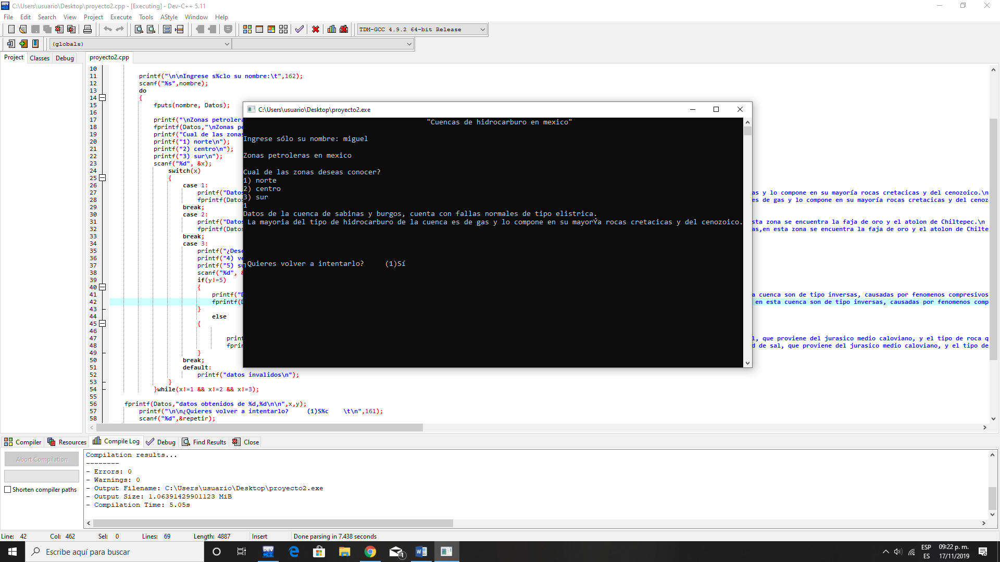 C:\Users\usuario\Desktop\proyecto2.cpp - [Executing] - Dev-C++ 5.11
File Edit Search View Project Execute Tools AStyle Window Help
TDM-GCC 4.9.2 64-bit Release
(globals)
Project Classes Debug
proyecto2.cpp
10
11 printf("\n\nIngrese s%clo su nombre:\t",162);
12 scanf("%s",nombre);
13 do
14 {
15 fputs(nombre, Datos);
16
17 printf("\nZonas petrolera
18 fprintf(Datos,"\nZonas pe
19 printf("Cual de las zonas
20 printf("1) norte\n");
21 printf("2) centro\n");
22 printf("3) sur\n");
23 scanf("%d", &x);
24 switch(x)
25 {
26 case 1:
27 printf("Datos s y lo compone en su mayoría rocas cretacicas y del cenozoico.\n
28 fprintf(Datos es de gas y lo compone en su mayoría rocas cretacicas y del cenoz
29 break;
30 case 2:
31 printf("Datos sta zona se encuentra la faja de oro y el atolon de Chiltepec.\n
32 fprintf(Datos as,en esta zona se encuentra la faja de oro y el atolon de Chilte
33 break;
34 case 3:
35 printf("¿Dese
36 printf("4) ve
37 printf("5) su
38 scanf("%d", &
39 if(y!=5)
40 {
41 printf("D a cuenca son de tipo inversas, causadas por fenomenos compresivos
42 fprintf(D en esta cuenca son de tipo inversas, causadas por fenomenos comp
43 }
44 else
45 {
46
47 print l, que proviene del jurasico medio caloviano, y el tipo de roca q
48 fprin d de sal, que proviene del jurasico medio caloviano, y el tipo de
49 }
50 break;
51 default:
52 printf("datos invalidos\n");
53 }
54 }while(x!=1 && x!=2 && x!=3);
55
56 fprintf(Datos,"datos obtenidos de %d,%d\n\n",x,y);
57 printf("\n\n¿Quieres volver a intentarlo? (1)S%c \t\n",161);
58 scanf("%d",&repetir);
C:\Users\usuario\Desktop\proyecto2.exe
"Cuencas de hidrocarburo en mexico"
Ingrese sólo su nombre: miguel
Zonas petroleras en mexico
Cual de las zonas deseas conocer?
1) norte
2) centro
3) sur
1
Datos de la cuenca de sabinas y burgos, cuenta con fallas normales de tipo elistrica.
La mayoria del tipo de hidrocarburo de la cuenca es de gas y lo compone en su mayorÝa rocas cretacicas y del cenozoico.
┐Quieres volver a intentarlo? (1)Sí
Compiler Resources Compile Log Debug Find Results Close
Abort Compilation
Shorten compiler paths
Compilation results...
--------
- Errors: 0
- Warnings: 0
- Output Filename: C:\Users\usuario\Desktop\proyecto2.exe
- Output Size: 1.06391429901123 MiB
- Compilation Time: 5.05s
Line: 42 Col: 462 Sel: 0 Lines: 69 Length: 4887 Insert Done parsing in 7.438 seconds
Escribe aquí para buscar
DEV C++
1
ESP
ES
09:22 p. m.
17/11/2019